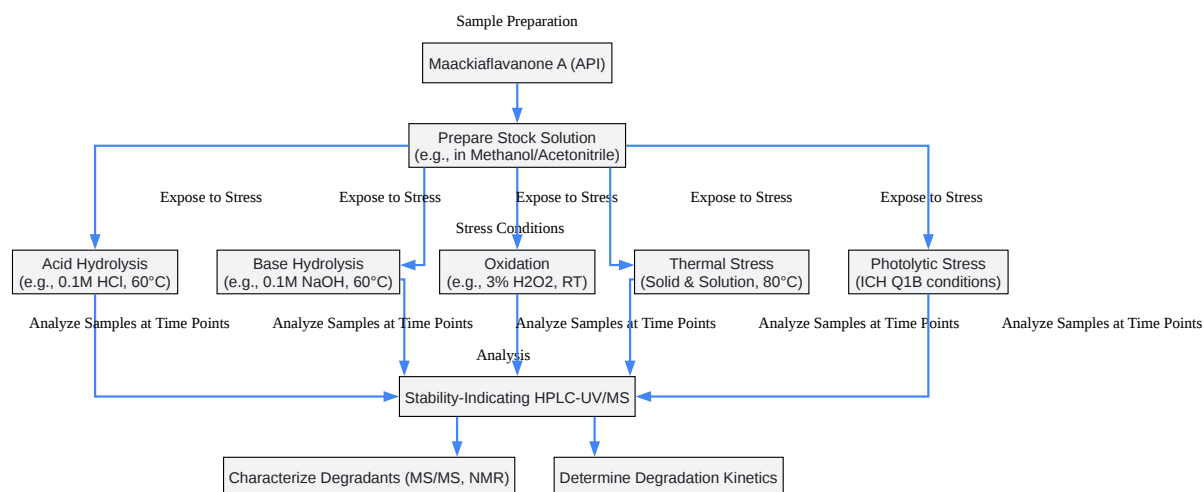 Sample Preparation
Maackiaflavanone A (API)
Prepare Stock Solution
(e.g., in Methanol/Acetonitrile)
Expose to Stress
Expose to Stress
Expose to Stress
Expose to Stress
Expose to Stress
Stress Conditions
Acid Hydrolysis
(e.g., 0.1M HCl, 60°C)
Base Hydrolysis
(e.g., 0.1M NaOH, 60°C)
Oxidation
(e.g., 3% H2O2, RT)
Thermal Stress
(Solid & Solution, 80°C)
Photolytic Stress
(ICH Q1B conditions)
Analyze Samples at Time Points
Analyze Samples at Time Points
Analyze Samples at Time Points
Analyze Samples at Time Points
Analyze Samples at Time Points
Analysis
Stability-Indicating HPLC-UV/MS
Characterize Degradants (MS/MS, NMR)
Determine Degradation Kinetics